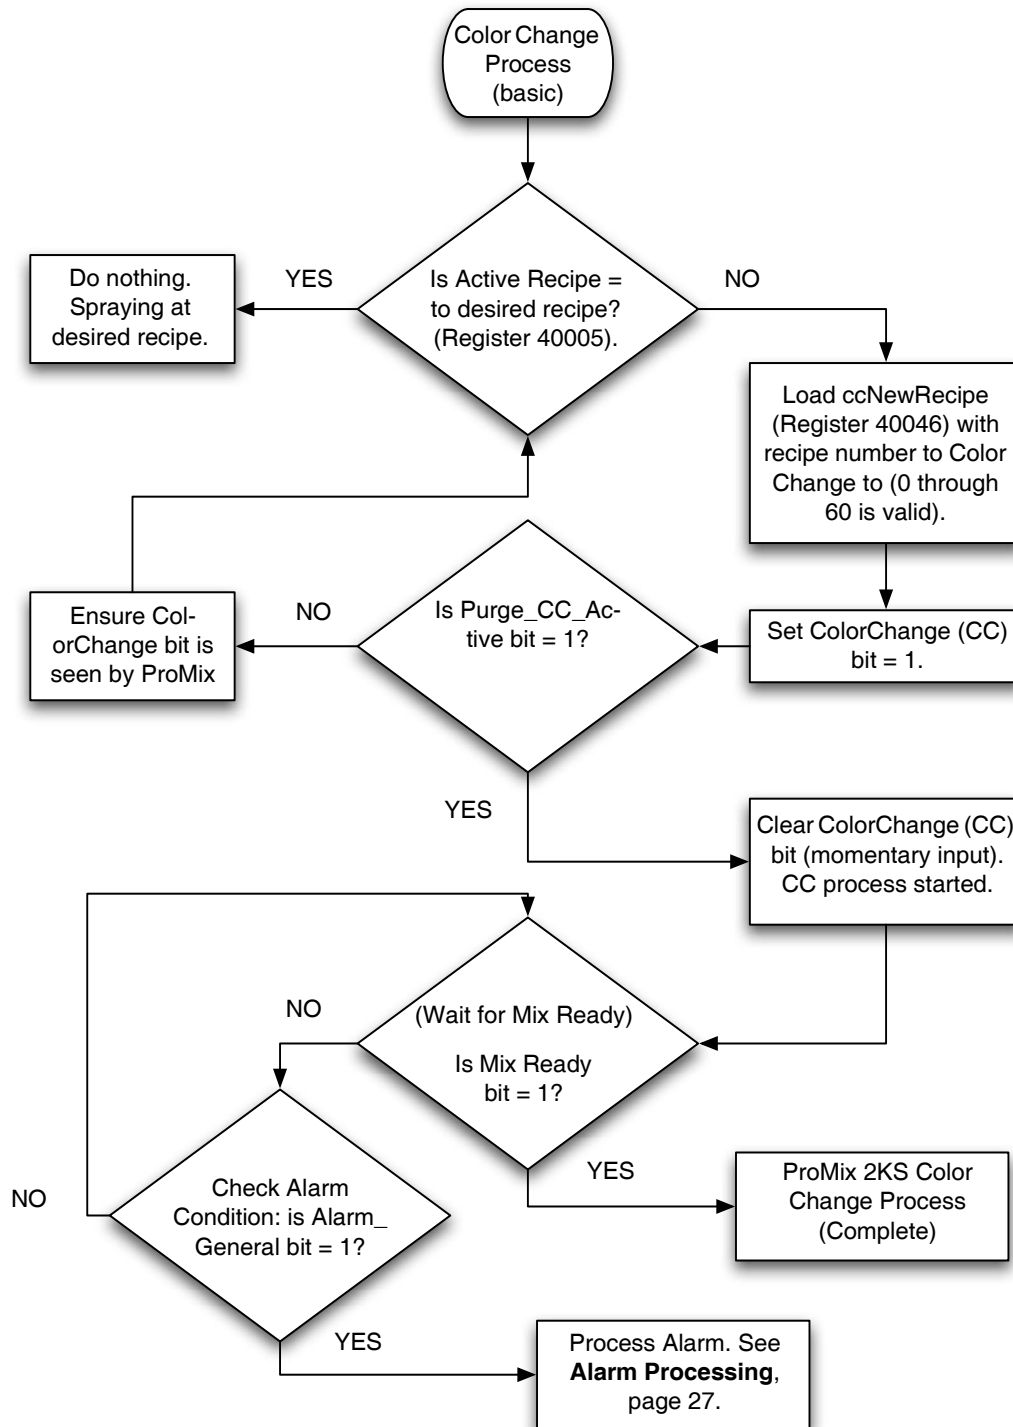 Color Change
Process
(basic)
Is Active Recipe =
to desired recipe?
(Register 40005).
YES
NO
Do nothing.
Spraying at
desired recipe.
Load ccNewRecipe
(Register 40046) with
recipe number to Color
Change to (0 through
60 is valid).
Set ColorChange (CC)
bit = 1.
Is Purge_CC_Ac-
tive bit = 1?
NO
Ensure Col-
orChange bit is
seen by ProMix
YES
Clear ColorChange (CC)
bit (momentary input).
CC process started.
(Wait for Mix Ready)
Is Mix Ready
bit = 1?
NO
YES
ProMix 2KS Color
Change Process
(Complete)
Check Alarm
Condition: is Alarm_
General bit = 1?
NO
YES
Process Alarm. See
Alarm Processing,
page 27.